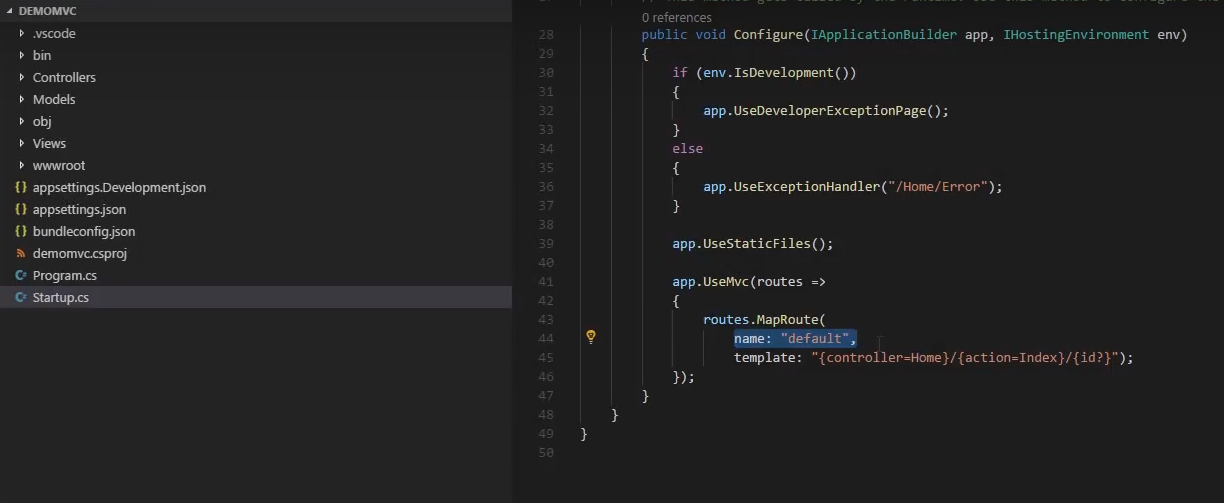 DEMOMVC
.vscode
bin
Controllers
Models
obj
Views
wwwroot
{} appsettings.Development.json
{} appsettings.json
{} bundleconfig.json
demomvc.csproj
C# Program.cs
C# Startup.cs
0 references
28 public void Configure(IApplicationBuilder app, IHostingEnvironment env)
29 {
30 if (env.IsDevelopment())
31 {
32 app.UseDeveloperExceptionPage();
33 }
34 else
35 {
36 app.UseExceptionHandler("/Home/Error");
37 }
38
39 app.UseStaticFiles();
40
41 app.UseMvc(routes =>
42 {
43 routes.MapRoute(
44 name: "default",
45 template: "{controller=Home}/{action=Index}/{id?}");
46 });
47 }
48 }
49 }
50